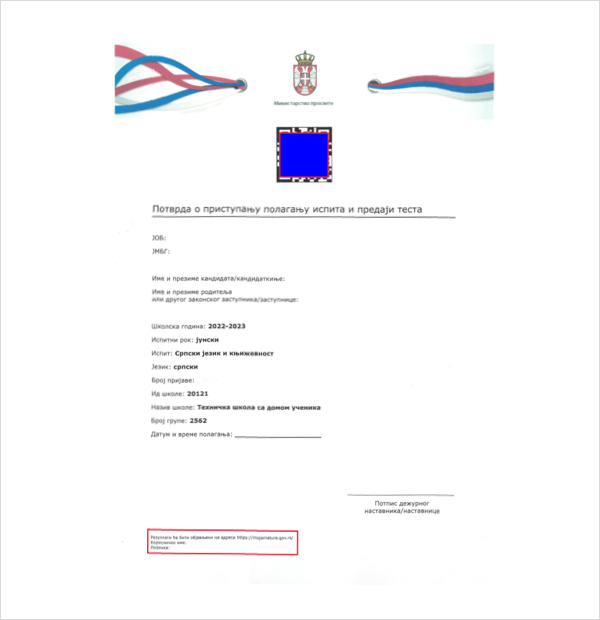 Министарство просвете
Потврда о приступању полагању испита и предаји теста
ЈОБ:
ЈМБГ:
Име и презиме кандидата/кандидаткиње:
Име и презиме родитеља
или другог законског заступника/заступнице:
Школска година: 2022-2023
Испитни рок: јунски
Испит: Српски језик и књижевност
Језик: српски
Број пријаве:
Ид школе: 20121
Назив школе: Техничка школа са домом ученика
Број групе: 2562
Датум и време полагања:
Потпис дежурног
наставника/наставнице
Резултати ће бити објављени на адреси https://mojamatura.gov.rs/
Корисничко име:
Лозинка: